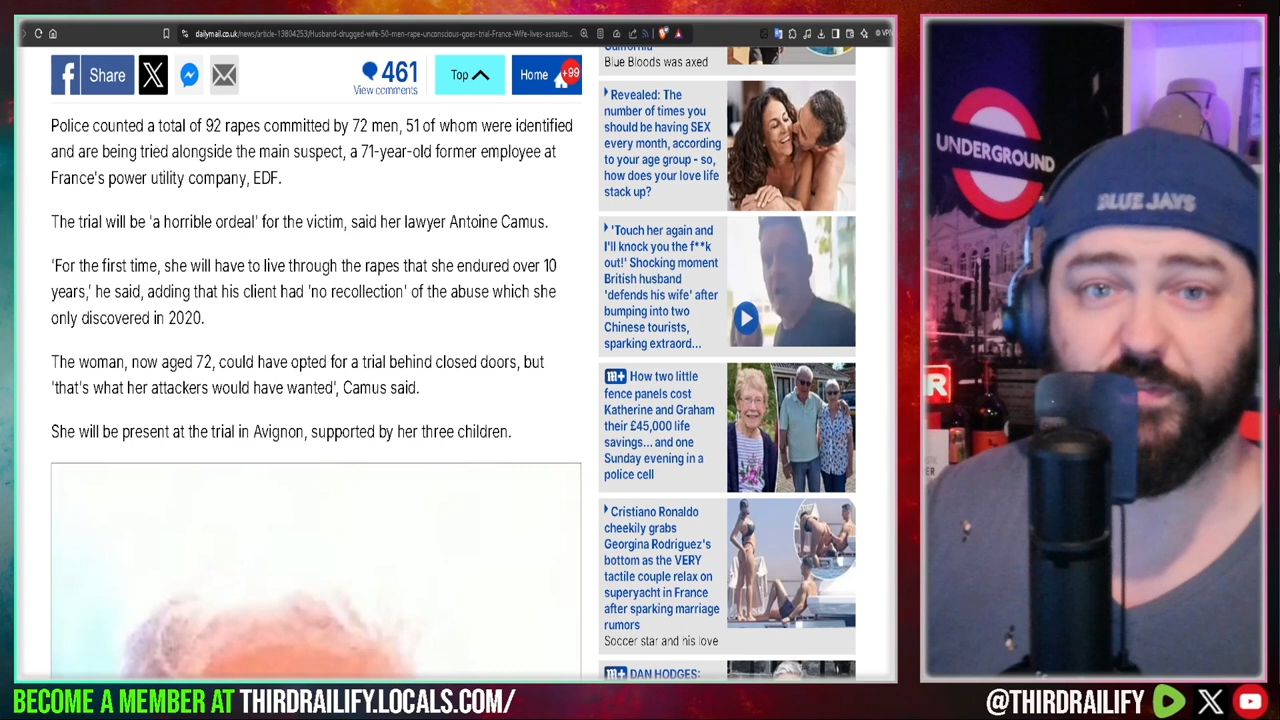 dailymail.co.uk/news/article-13804253/Husband-drugged-wife-50-men-rape-unconscious-goes-trial-France-Wife-lives-assaults...
VPN
Share
461
View comments
Top
Home
+99
Police counted a total of 92 rapes committed by 72 men, 51 of whom were identified
and are being tried alongside the main suspect, a 71-year-old former employee at
France's power utility company, EDF.
The trial will be 'a horrible ordeal' for the victim, said her lawyer Antoine Camus.
'For the first time, she will have to live through the rapes that she endured over 10
years,' he said, adding that his client had 'no recollection' of the abuse which she
only discovered in 2020.
The woman, now aged 72, could have opted for a trial behind closed doors, but
'that's what her attackers would have wanted', Camus said.
She will be present at the trial in Avignon, supported by her three children.
California
Blue Bloods was axed
Revealed: The
number of times you
should be having SEX
every month, according
to your age group - so,
how does your love life
stack up?
'Touch her again and
I'll knock you the f**k
out!' Shocking moment
British husband
'defends his wife' after
bumping into two
Chinese tourists,
sparking extraord...
m+ How two little
fence panels cost
Katherine and Graham
their £45,000 life
savings... and one
Sunday evening in a
police cell
Cristiano Ronaldo
cheekily grabs
Georgina Rodriguez's
bottom as the VERY
tactile couple relax on
superyacht in France
after sparking marriage
rumors
Soccer star and his love
m+ DAN HODGES:
UNDERGROUND
BLUE JAYS
BECOME A MEMBER AT THIRDRAILIFY.LOCALS.COM/
@THIRDRAILIFY